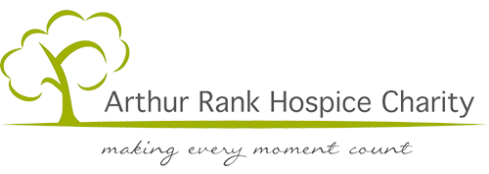 Arthur Rank Hospice Charity
making every moment count